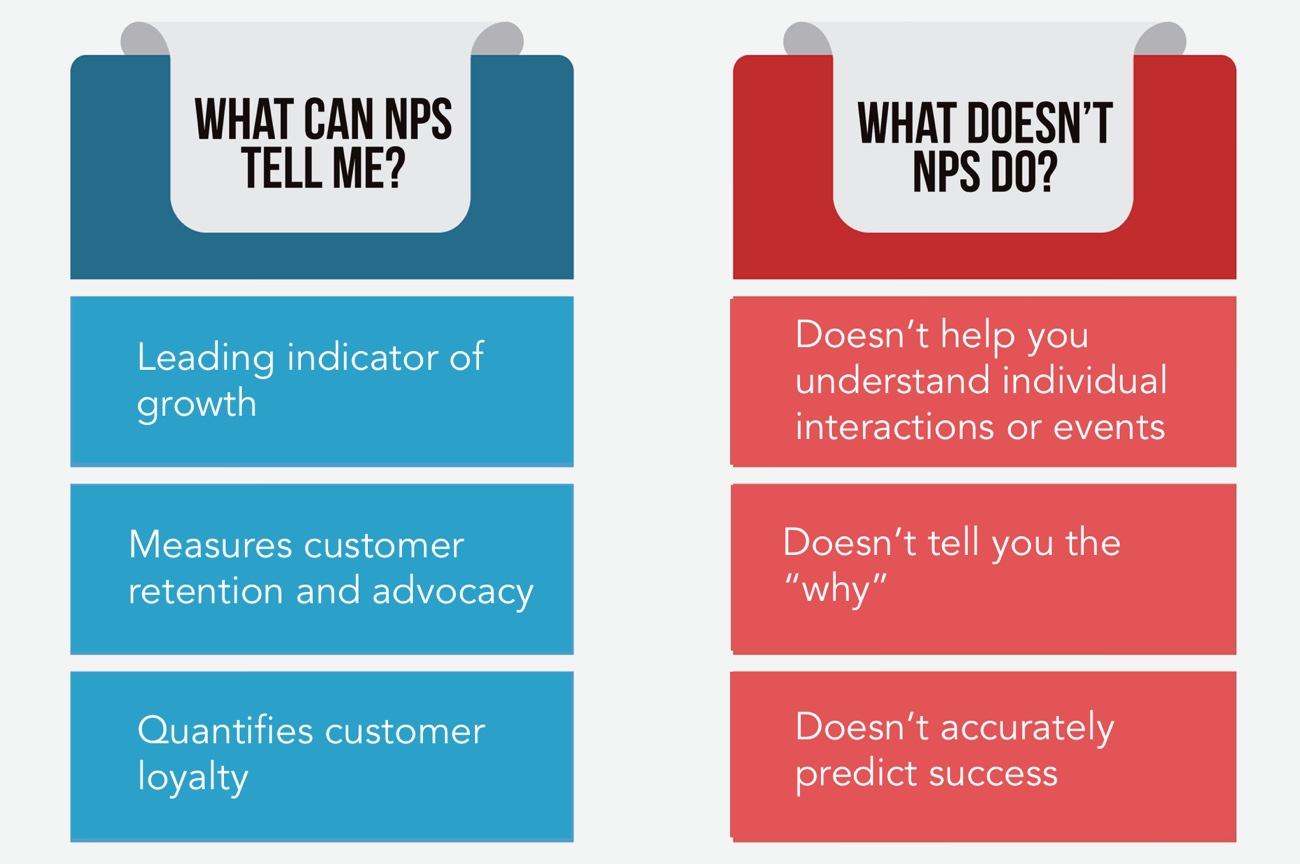 WHAT CAN NPS
TELL ME?
Leading indicator of
growth
Measures customer
retention and advocacy
Quantifies customer
loyalty
WHAT DOESN’T
NPS DO?
Doesn’t help you
understand individual
interactions or events
Doesn’t tell you the
“why”
Doesn’t accurately
predict success